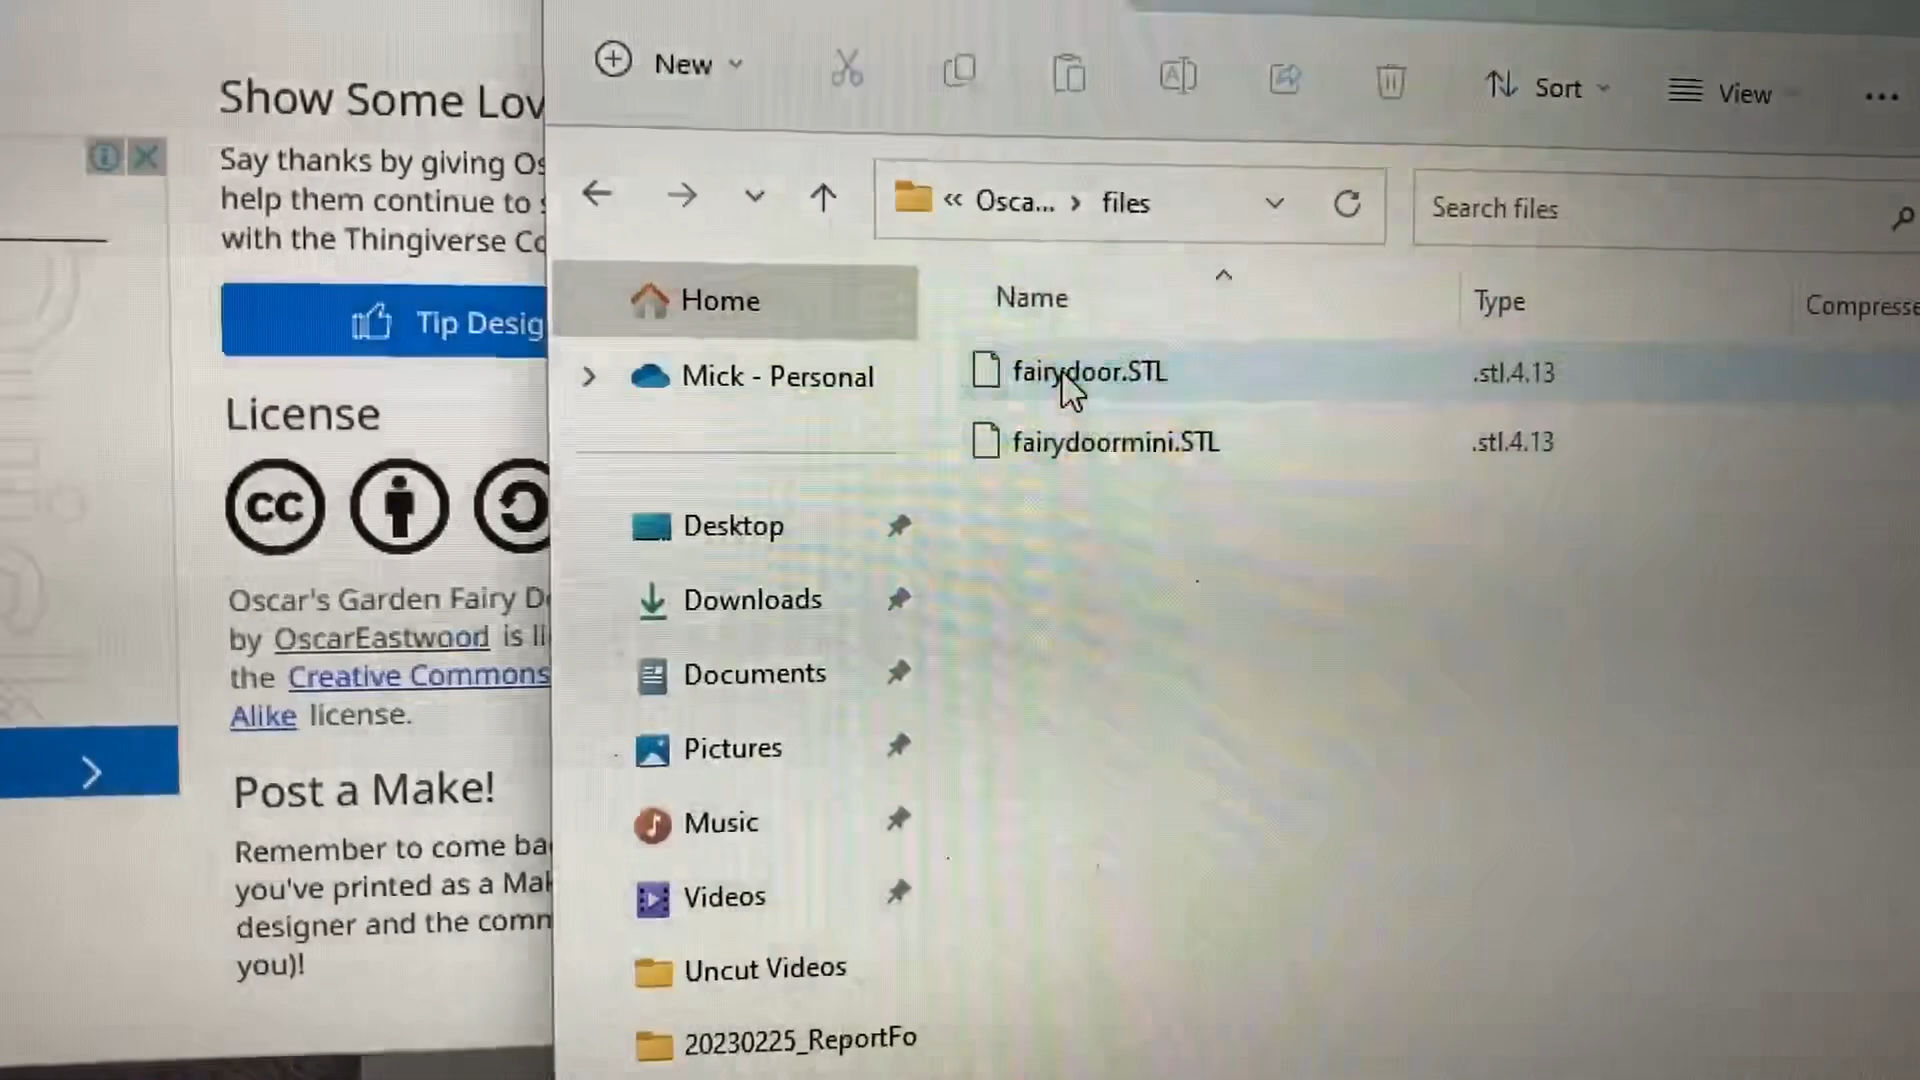 Show Some Lov
Say thanks by giving Os
help them continue to s
with the Thingiverse Co
Tip Desig
License
cc
Oscar's Garden Fairy Do
by OscarEastwood is li
the Creative Commons
Alike license.
Post a Make!
Remember to come ba
you've printed as a Mak
designer and the comm
you)!
New
Sort
View
« Osca... > files
Search files
Name
Type
Compresse
fairydoor.STL
.stl.4.13
fairydoormini.STL
.stl.4.13
Home
Mick - Personal
Desktop
Downloads
Documents
Pictures
Music
Videos
Uncut Videos
20230225_ReportFo